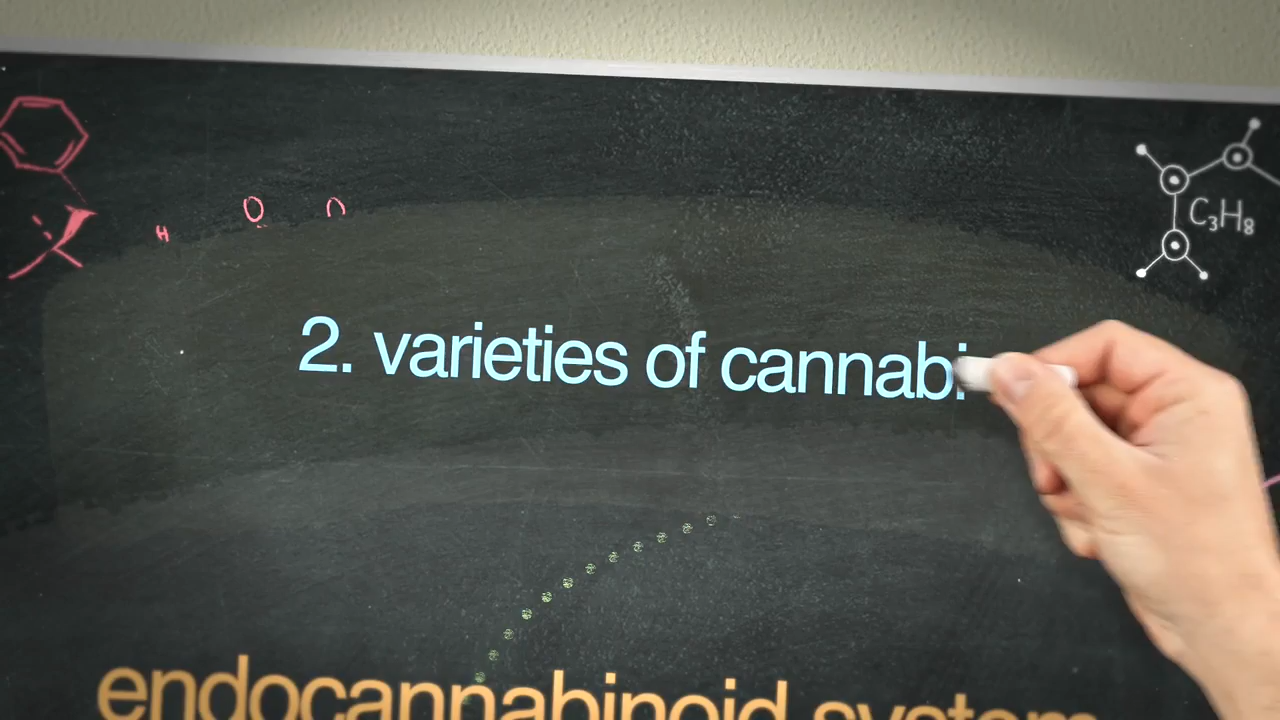 H O O
C₃H₈
2. varieties of cannabi
endocannabinoid system